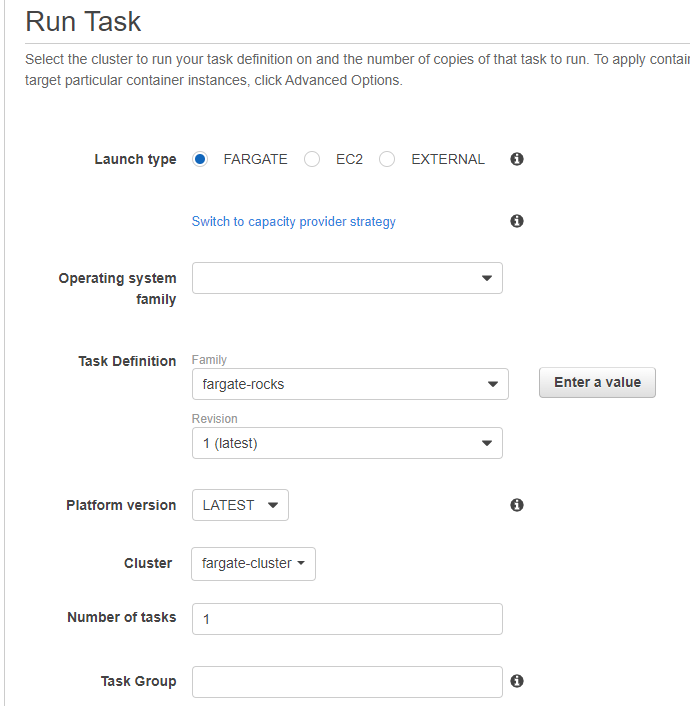 Run Task
Select the cluster to run your task definition on and the number of copies of that task to run. To apply
target particular container instances, click Advanced Options.
Launch type FARGATE EC2 EXTERNAL
Switch to capacity provider strategy
Operating system
family
Task Definition Family
fargate-rocks Enter a value
Revision
1 (latest)
Platform version LATEST
Cluster fargate-cluster
Number of tasks 1
Task Group